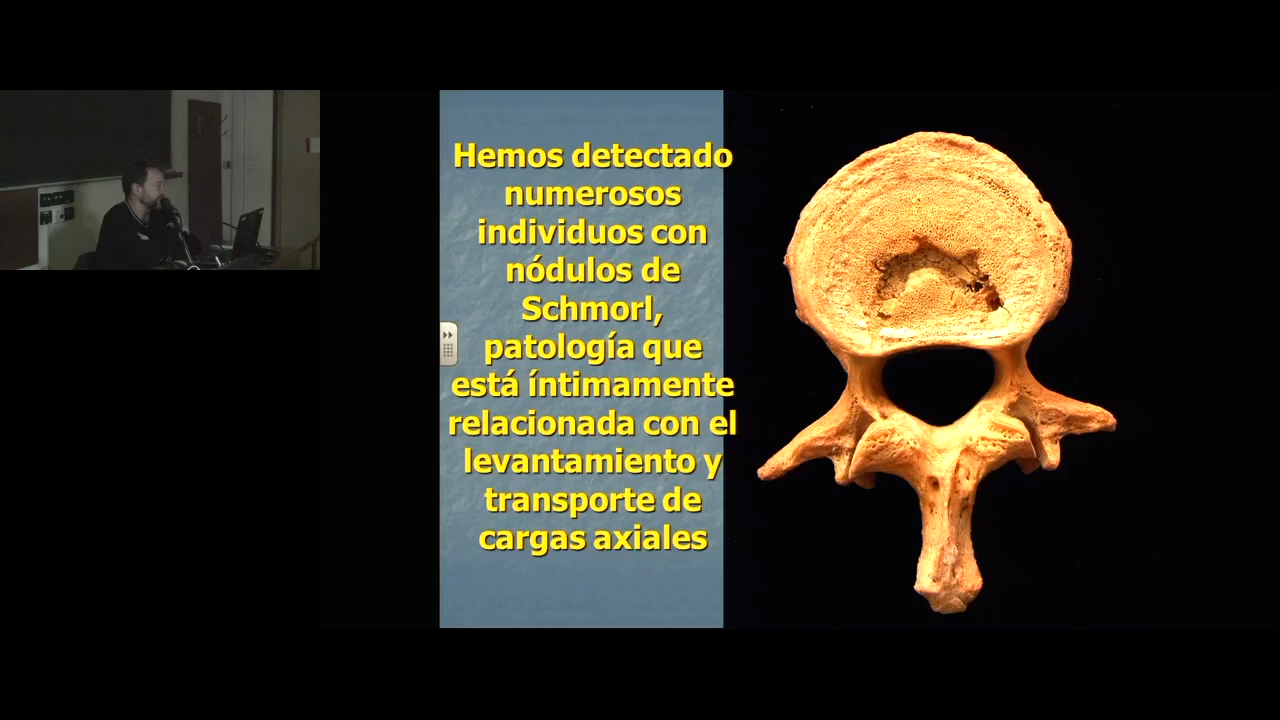 Hemos detectado
numerosos
individuos con
nódulos de
Schmorl,
patología que
está íntimamente
relacionada con el
levantamiento y
transporte de
cargas axiales